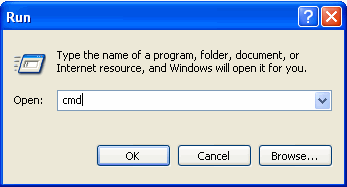 Run
Type the name of a program, folder, document, or
Internet resource, and Windows will open it for you.
Open: cmd
OK Cancel Browse...